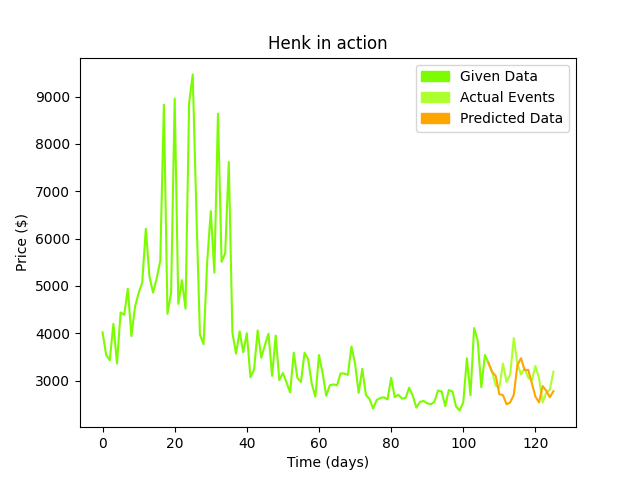 Henk in action
Given Data
Actual Events
Predicted Data
Price ($)
9000
8000
7000
6000
5000
4000
3000
0 20 40 60 80 100 120
Time (days)